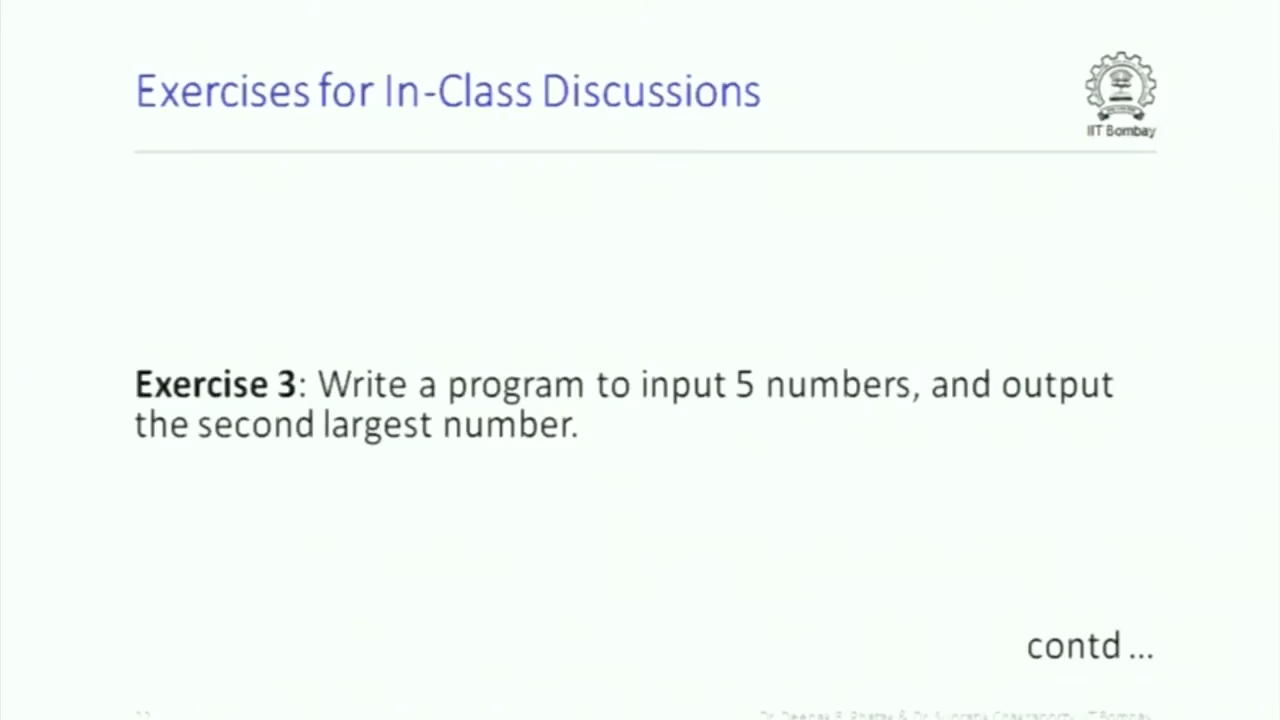 Exercises for In-Class Discussions
IIT Bombay
Exercise 3: Write a program to input 5 numbers, and output
the second largest number.
contd ...